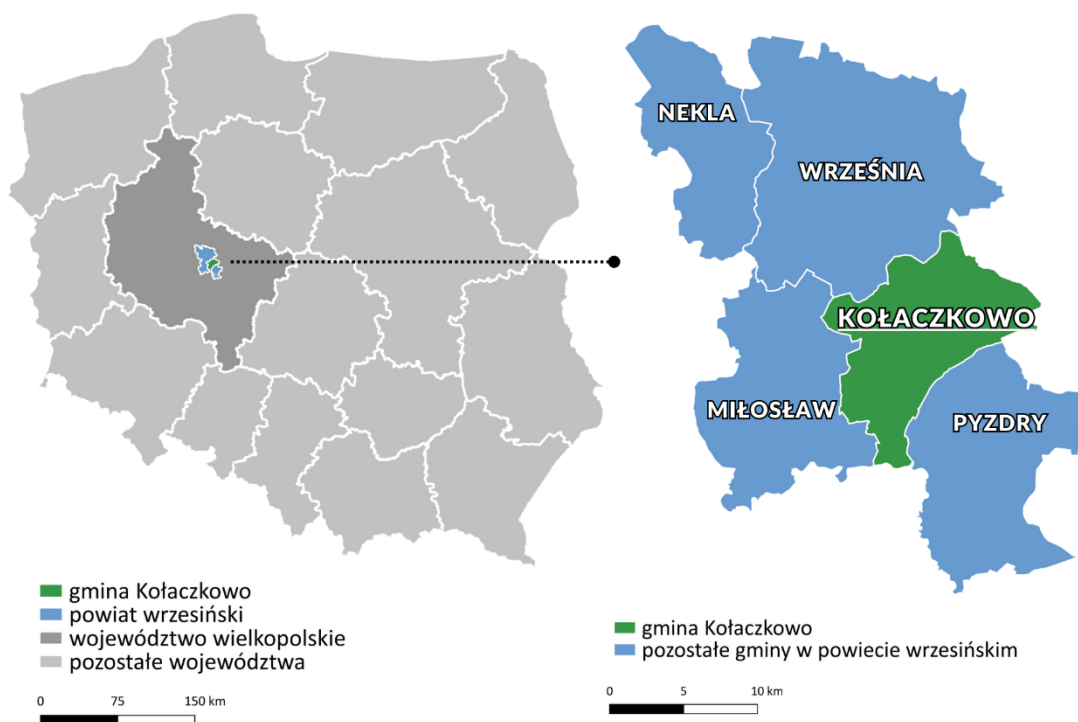 NEKLA
WRZEŚNIA
KOŁACZKOWO
MIŁOSŁAW
PYZDRY
gmina Kołaczkowo
powiat wrzesiński
województwo wielkopolskie
pozostałe województwa
0 75 150 km
gmina Kołaczkowo
pozostałe gminy w powiecie wrzesińskim
0 5 10 km